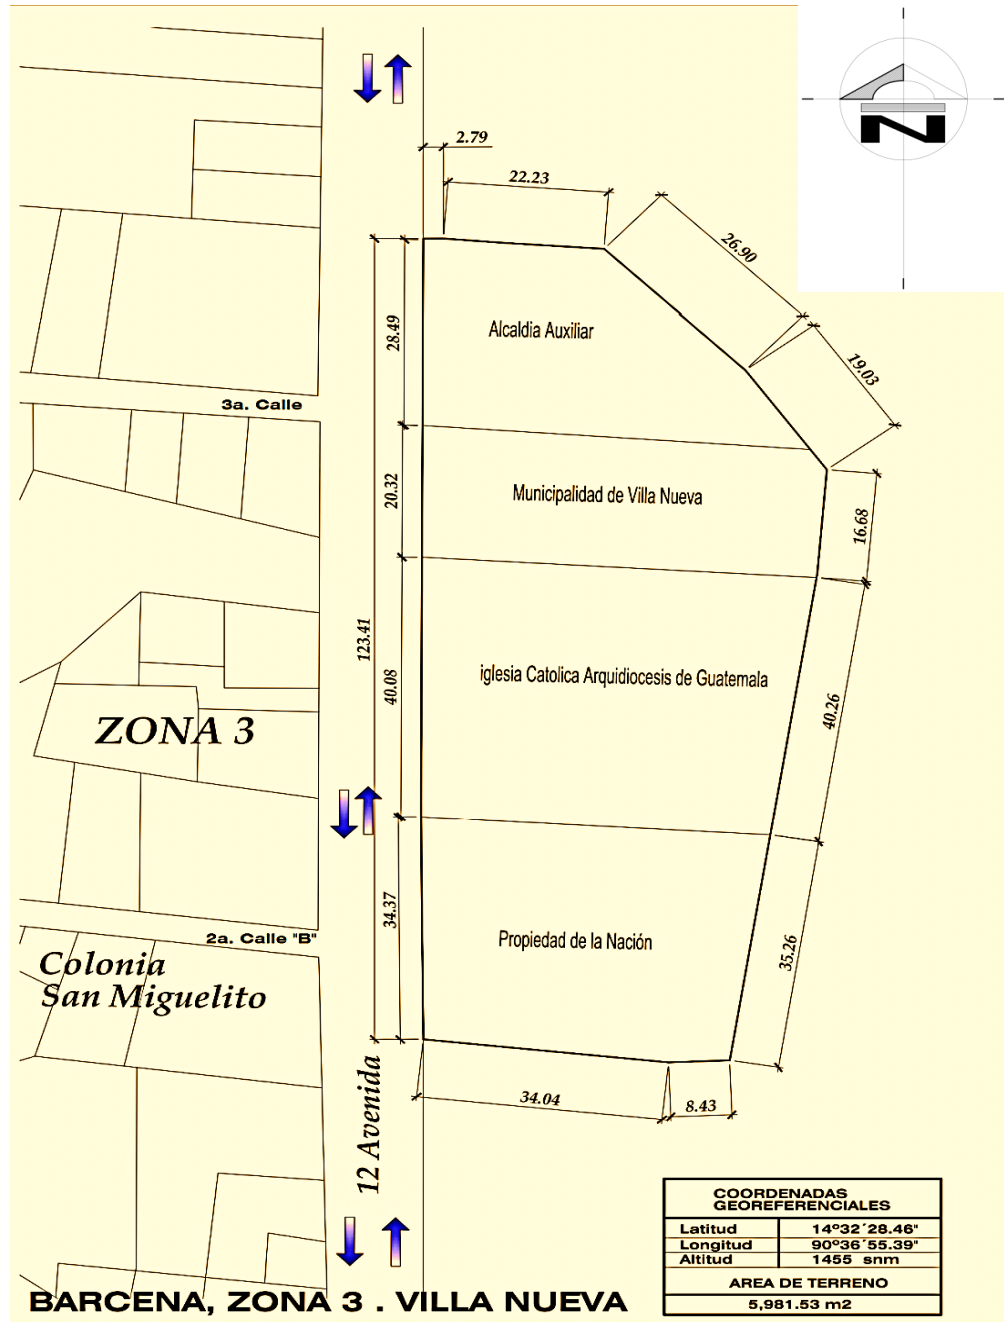 N
2.79
22.23
26.90
19.03
28.49
Alcaldia Auxiliar
3a. Calle
20.32
Municipalidad de Villa Nueva
16.68
123.41
40.08
iglesia Catolica Arquidiocesis de Guatemala
40.26
ZONA 3
34.37
2a. Calle "B"
Propiedad de la Nación
35.26
Colonia
San Miguelito
12 Avenida
34.04
8.43
COORDENADAS
GEOREFERENCIALES
Latitud 14º32´28.46"
Longitud 90º36´55.39"
Altitud 1455 snm
AREA DE TERRENO
5,981.53 m2
BARCENA, ZONA 3 . VILLA NUEVA